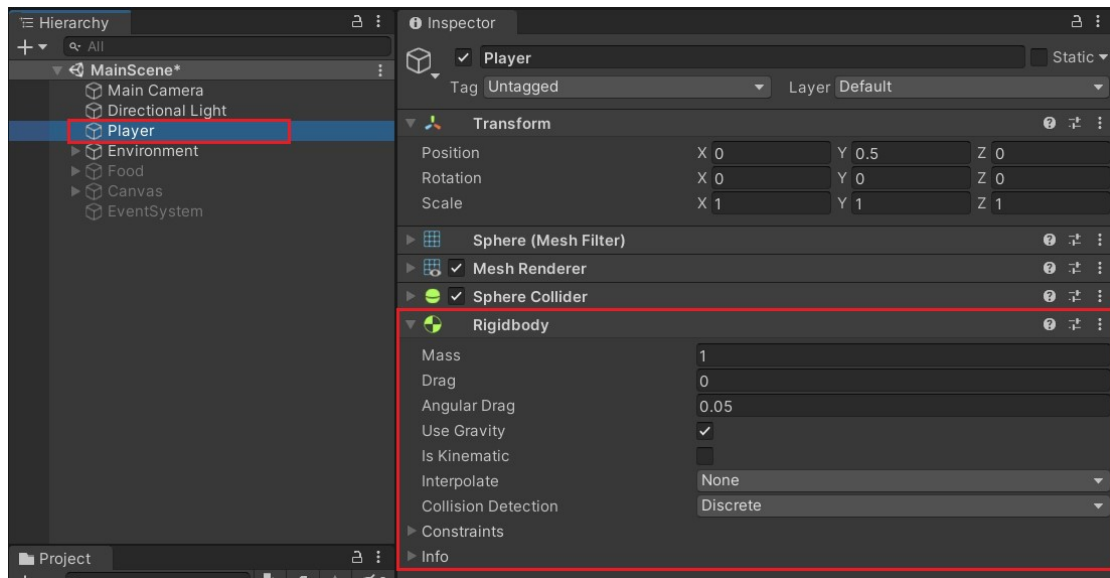 Hierarchy
All
MainScene*
Main Camera
Directional Light
Player
Environment
Food
Canvas
EventSystem
Project
Inspector
Player
Static
Tag Untagged Layer Default
Transform
Position X 0 Y 0.5 Z 0
Rotation X 0 Y 0 Z 0
Scale X 1 Y 1 Z 1
Sphere (Mesh Filter)
Mesh Renderer
Sphere Collider
Rigidbody
Mass 1
Drag 0
Angular Drag 0.05
Use Gravity
Is Kinematic
Interpolate None
Collision Detection Discrete
Constraints
Info